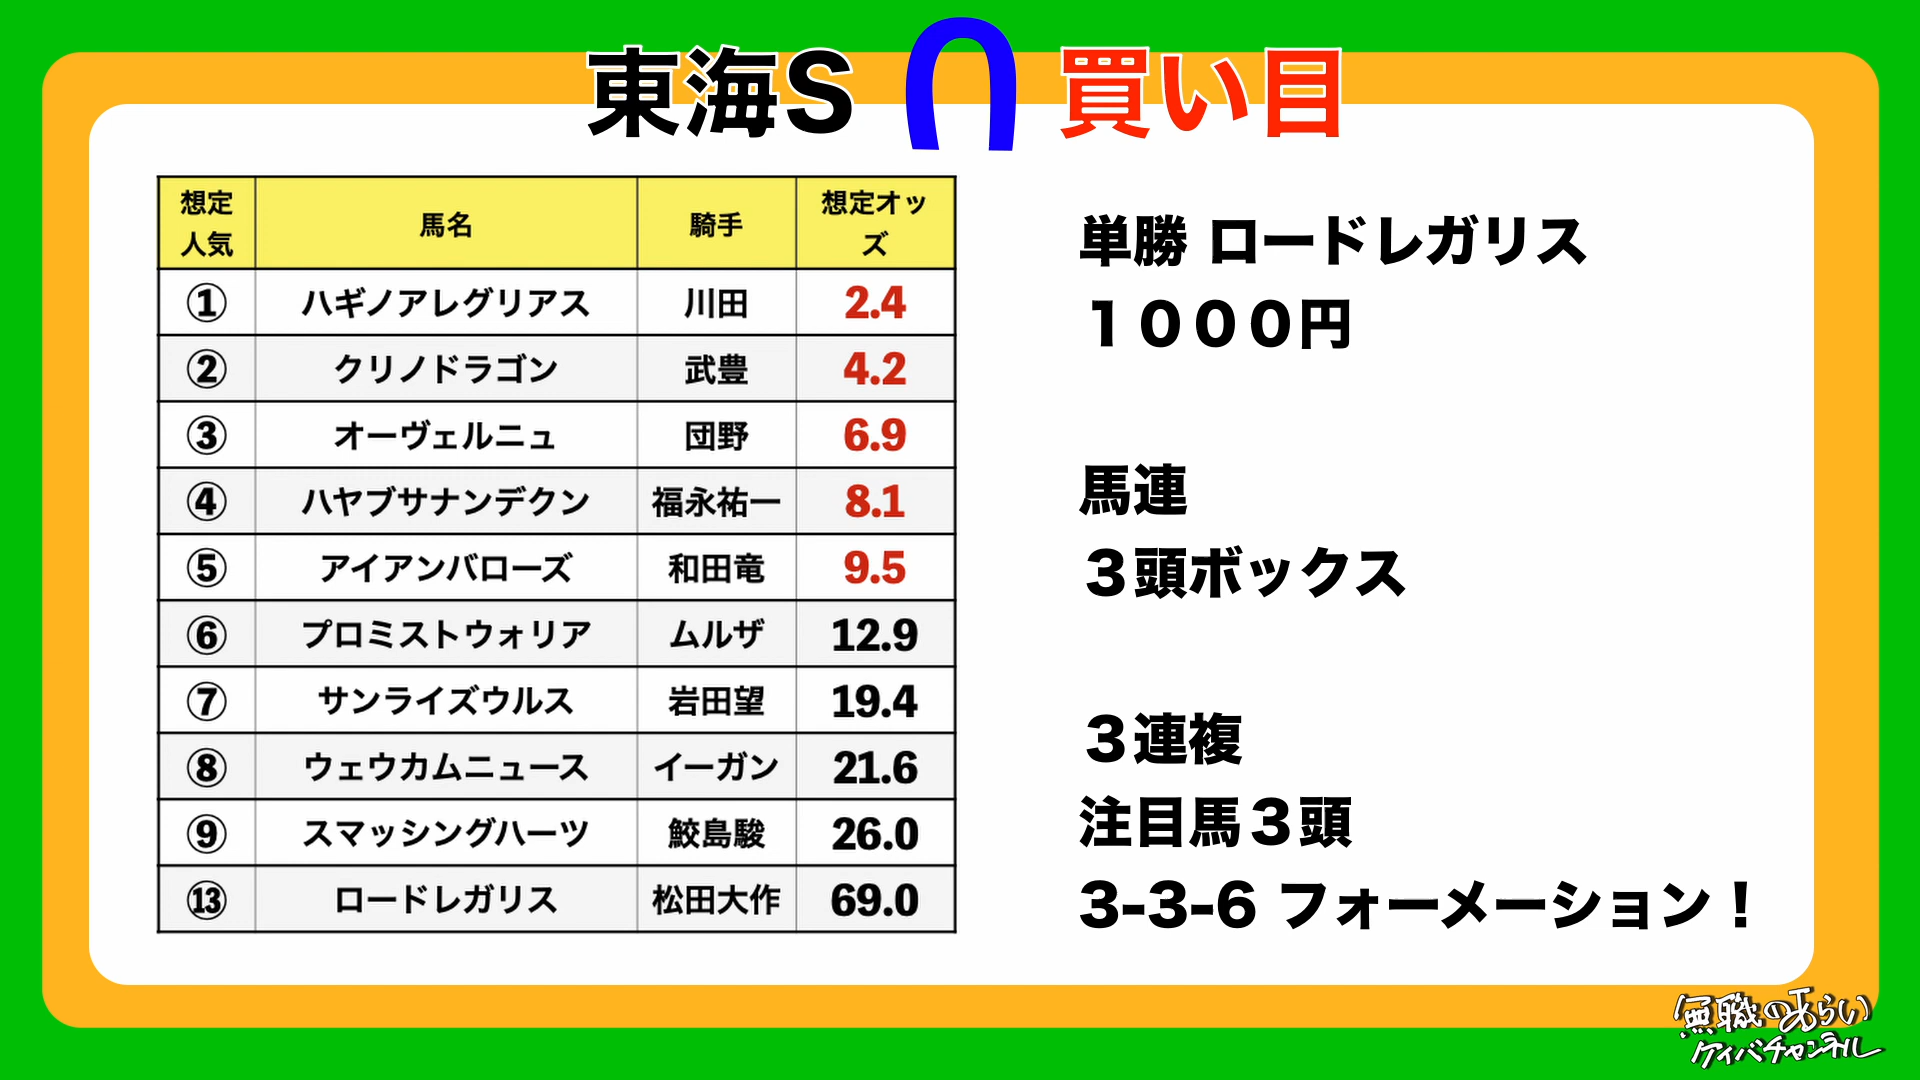 東海S 買い目
想定人気 馬名 騎手 想定オッズ
① ハギノアレグリアス 川田 2.4
② クリノドラゴン 武豊 4.2
③ オーヴェルニュ 団野 6.9
④ ハヤブサナンデクン 福永祐一 8.1
⑤ アイアンバローズ 和田竜 9.5
⑥ プロミストウォリア ムルザ 12.9
⑦ サンライズウルス 岩田望 19.4
⑧ ウェウカムニュース イーガン 21.6
⑨ スマッシングハーツ 鮫島駿 26.0
⑬ ロードレガリス 松田大作 69.0
単勝 ロードレガリス
１０００円
馬連
３頭ボックス
３連複
注目馬３頭
3-3-6 フォーメーション！
無職のあらい
ケイバチャンネル